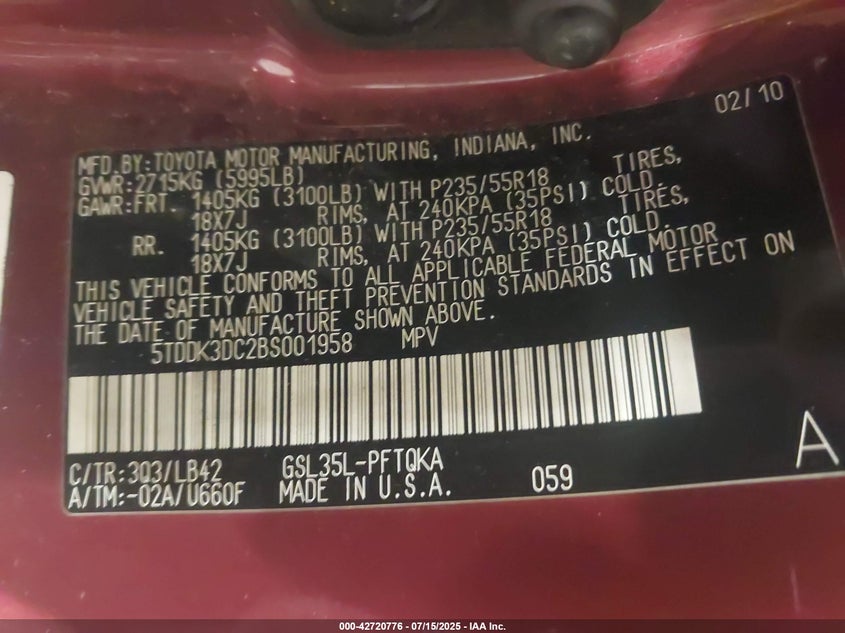 02/10
MFD. BY: TOYOTA MOTOR MANUFACTURING, INDIANA, INC.
GVWR: 2715KG (5995LB)
GAWR: FRT. 1405KG (3100LB) WITH P235/55R18 TIRES,
18X7J RIMS, AT 240KPA (35PSI) COLD.
RR. 1405KG (3100LB) WITH P235/55R18 TIRES,
18X7J RIMS, AT 240KPA (35PSI) COLD.
THIS VEHICLE CONFORMS TO ALL APPLICABLE FEDERAL MOTOR
VEHICLE SAFETY AND THEFT PREVENTION STANDARDS IN EFFECT ON
THE DATE OF MANUFACTURE SHOWN ABOVE.
5TDDK3DC2BS001958 MPV
C/TR: 3Q3/LB42 GSL35L-PFTQKA
A/TM: -02A/U660F MADE IN U.S.A. 059
A
000-42720776 - 07/15/2025 - IAA Inc.